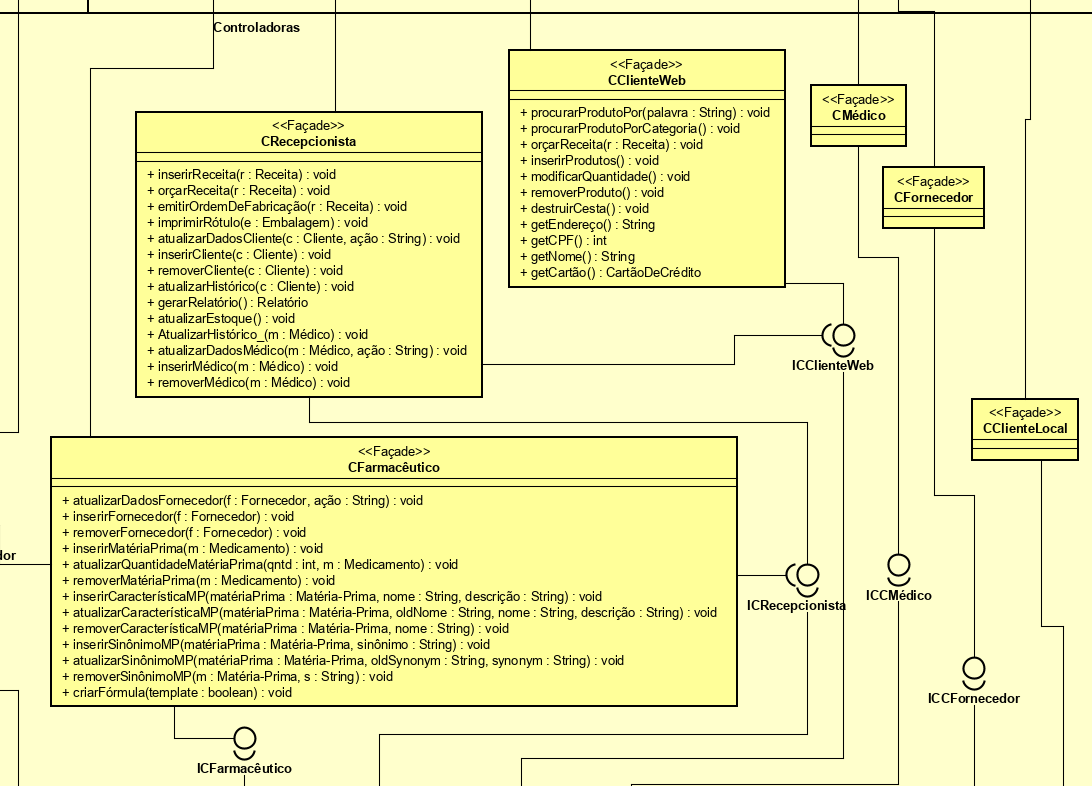 Controladoras
<<Façade>>
CClienteWeb
+ procurarProdutoPor(palavra : String) : void
+ procurarProdutoPorCategoria() : void
+ orçarReceita(r : Receita) : void
+ inserirProdutos() : void
+ modificarQuantidade() : void
+ removerProduto() : void
+ destruirCesta() : void
+ getEndereço() : String
+ getCPF() : int
+ getNome() : String
+ getCartão() : CartãoDeCrédito
<<Façade>>
CMédico
<<Façade>>
CRecepcionista
+ inserirReceita(r : Receita) : void
+ orçarReceita(r : Receita) : void
+ emitirOrdemDeFabricação(r : Receita) : void
+ imprimirRótulo(e : Embalagem) : void
+ atualizarDadosCliente(c : Cliente, ação : String) : void
+ inserirCliente(c : Cliente) : void
+ removerCliente(c : Cliente) : void
+ atualizarHistórico(c : Cliente) : void
+ gerarRelatório() : Relatório
+ atualizarEstoque() : void
+ AtualizarHistórico_(m : Médico) : void
+ atualizarDadosMédico(m : Médico, ação : String) : void
+ inserirMédico(m : Médico) : void
+ removerMédico(m : Médico) : void
<<Façade>>
CFornecedor
ICClienteWeb
<<Façade>>
CClienteLocal
<<Façade>>
CFarmacêutico
+ atualizarDadosFornecedor(f : Fornecedor, ação : String) : void
+ inserirFornecedor(f : Fornecedor) : void
+ removerFornecedor(f : Fornecedor) : void
+ inserirMatériaPrima(m : Medicamento) : void
+ atualizarQuantidadeMatériaPrima(qntd : int, m : Medicamento) : void
+ removerMatériaPrima(m : Medicamento) : void
+ inserirCaracterísticaMP(matériaPrima : Matéria-Prima, nome : String, descrição : String) : void
+ atualizarCaracterísticaMP(matériaPrima : Matéria-Prima, oldNome : String, nome : String, descrição : String) : void
+ removerCaracterísticaMP(matériaPrima : Matéria-Prima, nome : String) : void
+ inserirSinônimoMP(matériaPrima : Matéria-Prima, sinônimo : String) : void
+ atualizarSinônimoMP(matériaPrima : Matéria-Prima, oldSynonym : String, synonym : String) : void
+ removerSinônimoMP(m : Matéria-Prima, s : String) : void
+ criarFórmula(template : boolean) : void
dor
ICRecepcionista
ICCMédico
ICCFornecedor
ICFarmacêutico